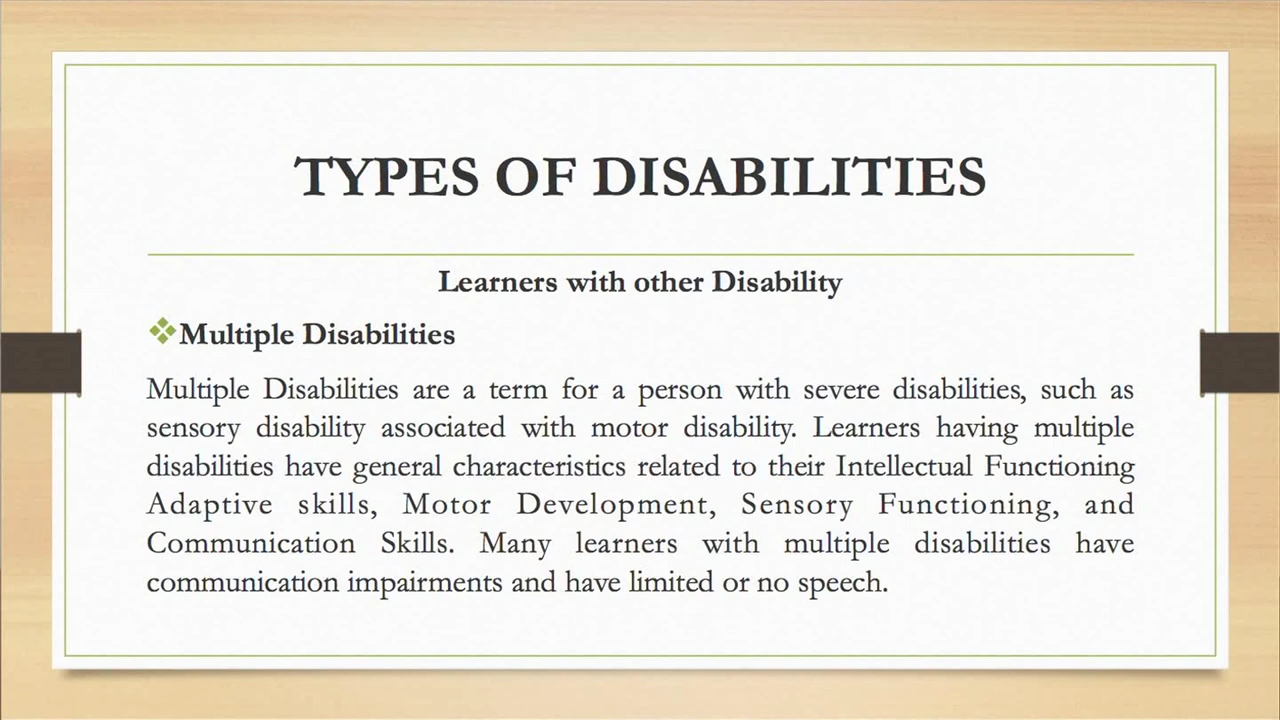 TYPES OF DISABILITIES
Learners with other Disability
Multiple Disabilities
Multiple Disabilities are a term for a person with severe disabilities, such as
sensory disability associated with motor disability. Learners having multiple
disabilities have general characteristics related to their Intellectual Functioning
Adaptive skills, Motor Development, Sensory Functioning, and
Communication Skills. Many learners with multiple disabilities have
communication impairments and have limited or no speech.